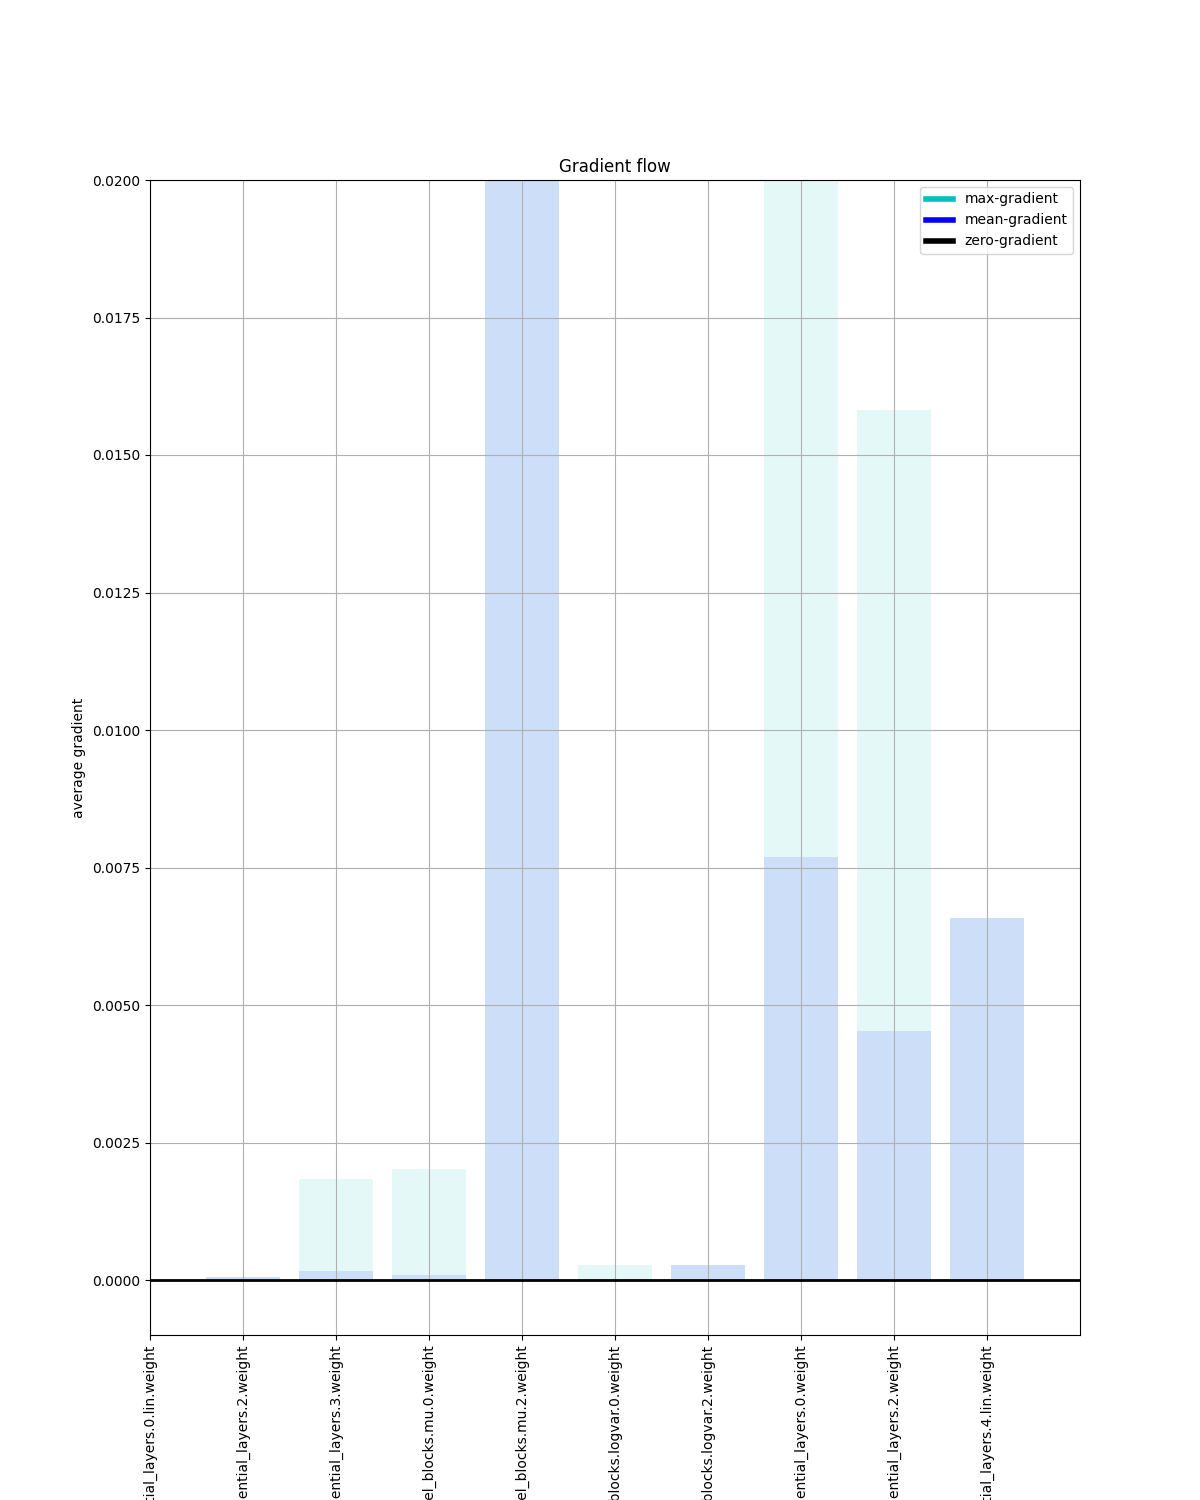 Gradient flow
max-gradient
mean-gradient
zero-gradient
0.0200
0.0175
0.0150
0.0125
0.0100
0.0075
0.0050
0.0025
0.0000
average gradient
tial_layers.0.lin.weight
ential_layers.2.weight
ential_layers.3.weight
el_blocks.mu.0.weight
el_blocks.mu.2.weight
blocks.logvar.0.weight
blocks.logvar.2.weight
ential_layers.0.weight
ential_layers.2.weight
tial_layers.4.lin.weight